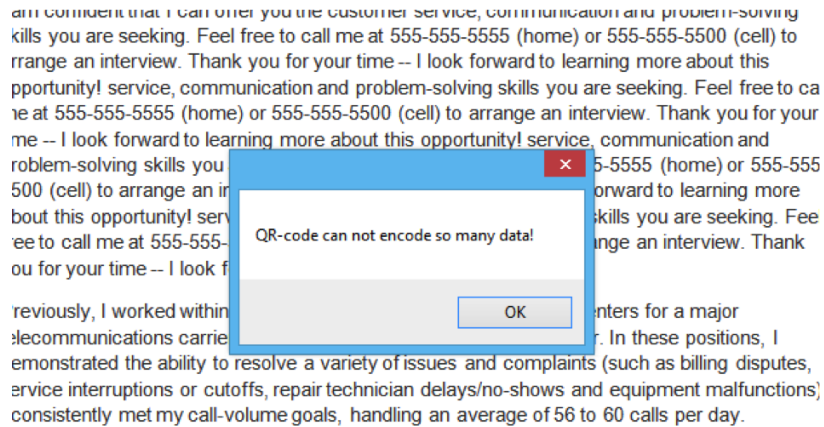 am confident that I can offer you the customer service, communication and problem-solving
kills you are seeking. Feel free to call me at 555-555-5555 (home) or 555-555-5500 (cell) to
rrange an interview. Thank you for your time -- I look forward to learning more about this
pportunity! service, communication and problem-solving skills you are seeking. Feel free to ca
ne at 555-555-5555 (home) or 555-555-5500 (cell) to arrange an interview. Thank you for your
me -- I look forward to learning more about this opportunity! service, communication and
roblem-solving skills you 5-5555 (home) or 555-555
500 (cell) to arrange an in orward to learning more
bout this opportunity! serv skills you are seeking. Fee
ree to call me at 555-555- nge an interview. Thank
ou for your time -- I look f
QR-code can not encode so many data!
OK
reviously, I worked within nters for a major
elecommunications carrie r. In these positions, I
emonstrated the ability to resolve a variety of issues and complaints (such as billing disputes,
ervice interruptions or cutoffs, repair technician delays/no-shows and equipment malfunctions)
consistently met my call-volume goals, handling an average of 56 to 60 calls per day.